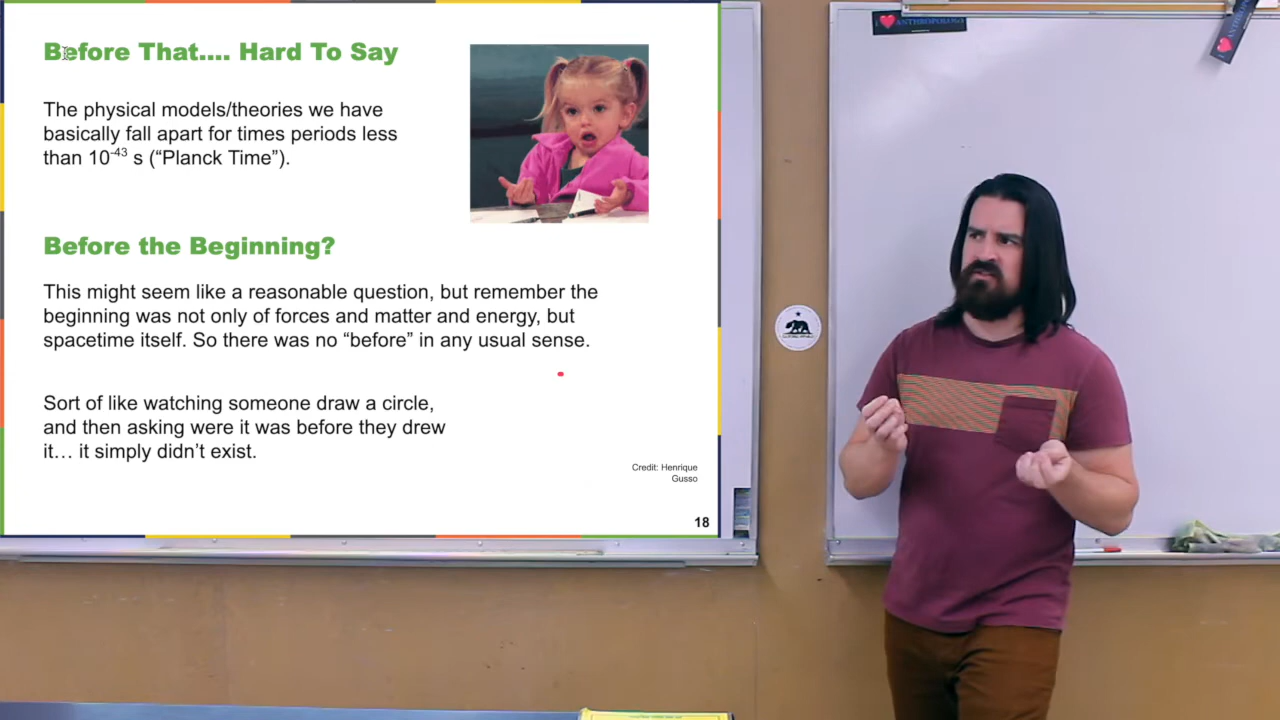 Before That.... Hard To Say
The physical models/theories we have
basically fall apart for times periods less
than 10⁻⁴³ s (“Planck Time”).
Before the Beginning?
This might seem like a reasonable question, but remember the
beginning was not only of forces and matter and energy, but
spacetime itself. So there was no “before” in any usual sense.
Sort of like watching someone draw a circle,
and then asking were it was before they drew
it… it simply didn’t exist.
Credit: Henrique
Gusso
18
I ANTHROPOLOGY